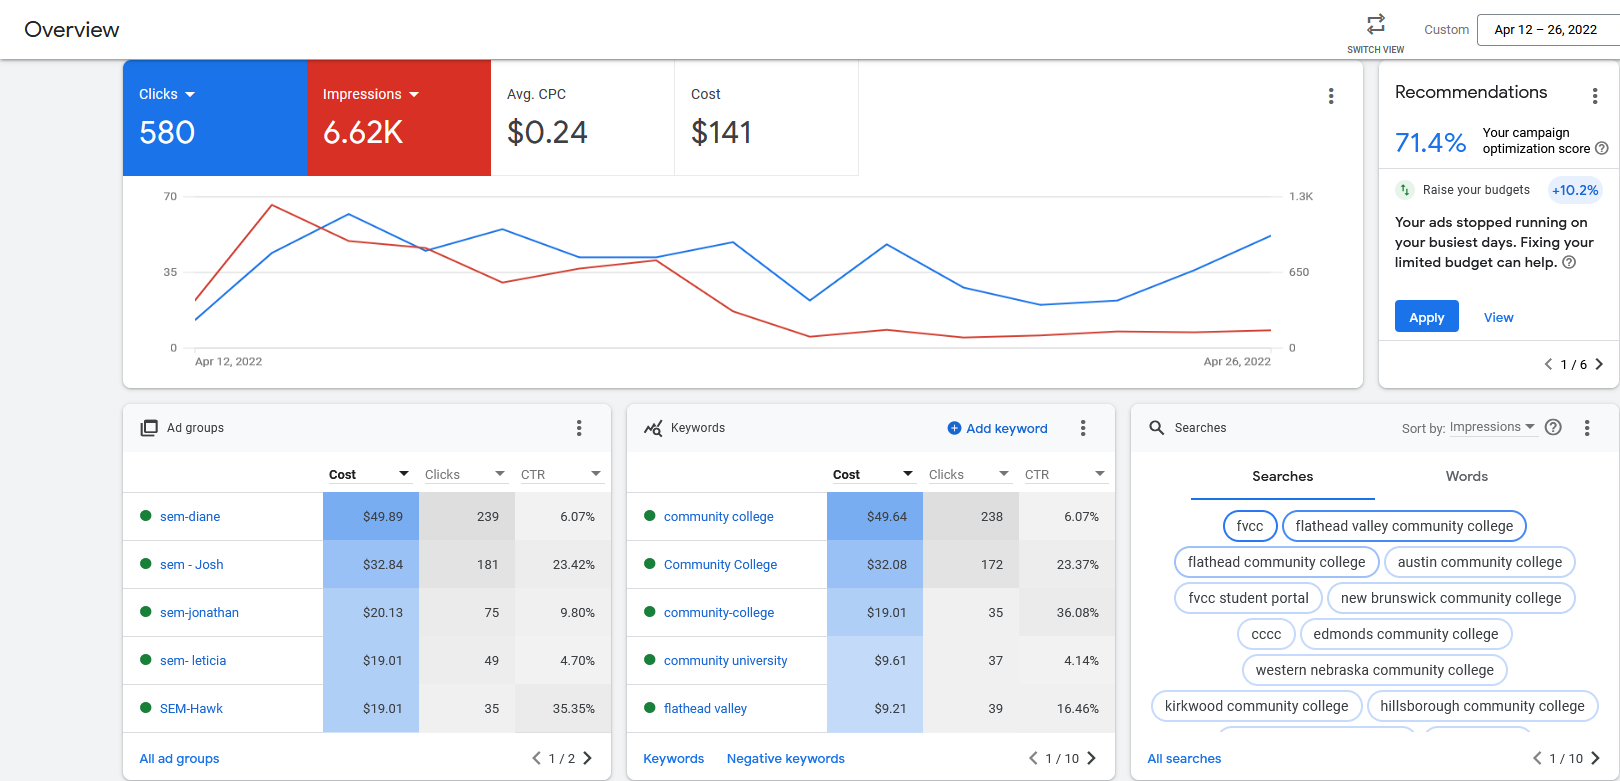 Overview
SWITCH VIEW
Custom
Apr 12 – 26, 2022
Clicks
580
Impressions
6.62K
Avg. CPC
$0.24
Cost
$141
70
35
0
1.3K
650
0
Apr 12, 2022
Apr 26, 2022
Recommendations
71.4%
Your campaign
optimization score
Raise your budgets
+10.2%
Your ads stopped running on
your busiest days. Fixing your
limited budget can help.
Apply
View
1 / 6
Ad groups
Cost Clicks CTR
sem-diane $49.89 239 6.07%
sem - Josh $32.84 181 23.42%
sem-jonathan $20.13 75 9.80%
sem- leticia $19.01 49 4.70%
SEM-Hawk $19.01 35 35.35%
All ad groups
1 / 2
Keywords
Add keyword
Cost Clicks CTR
community college $49.64 238 6.07%
Community College $32.08 172 23.37%
community-college $19.01 35 36.08%
community university $9.61 37 4.14%
flathead valley $9.21 39 16.46%
Keywords
Negative keywords
1 / 10
Searches
Sort by: Impressions
Searches
Words
fvcc
flathead valley community college
flathead community college
austin community college
fvcc student portal
new brunswick community college
cccc
edmonds community college
western nebraska community college
kirkwood community college
hillsborough community college
All searches
1 / 10